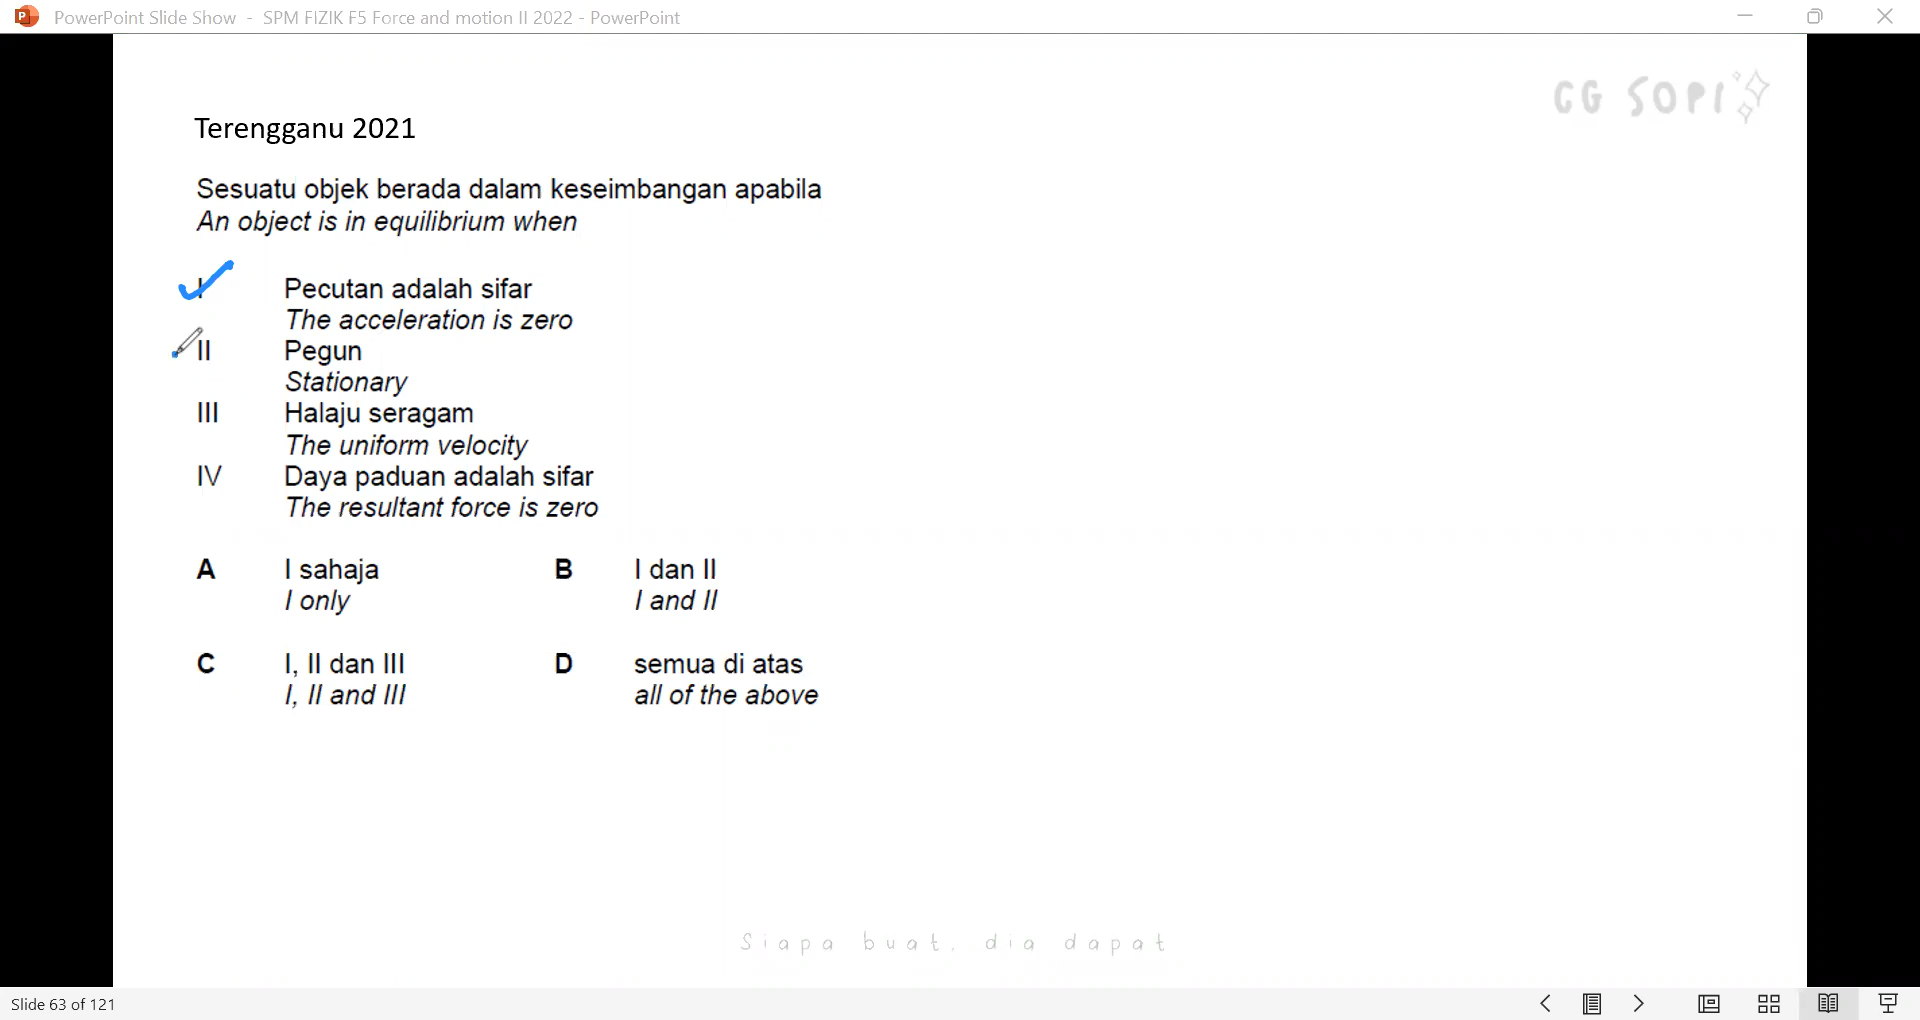 PowerPoint Slide Show - SPM FIZIK F5 Force and motion II 2022 - PowerPoint
CG SOPI
Terengganu 2021
Sesuatu objek berada dalam keseimbangan apabila
An object is in equilibrium when
I Pecutan adalah sifar
The acceleration is zero
II Pegun
Stationary
III Halaju seragam
The uniform velocity
IV Daya paduan adalah sifar
The resultant force is zero
A I sahaja B I dan II
I only I and II
C I, II dan III D semua di atas
I, II and III all of the above
Siapa buat, dia dapat
Slide 63 of 121